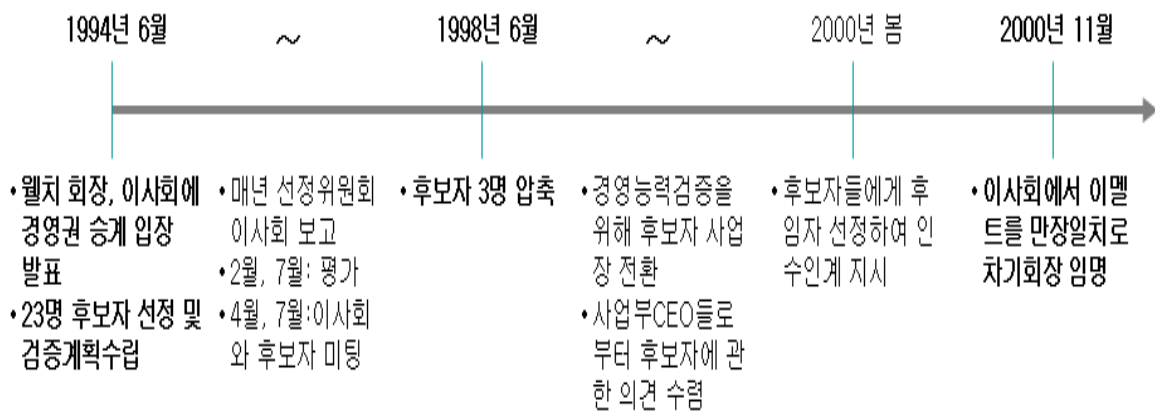 1994년 6월 ~ 1998년 6월 ~ 2000년 봄 2000년 11월
•웰치 회장, 이사회에
경영권 승계 입장
발표
•23명 후보자 선정 및
검증계획수립
•매년 선정위원회
이사회 보고
•2월, 7월: 평가
•4월, 7월:이사회
와 후보자 미팅
•후보자 3명 압축
•경영능력검증을
위해 후보자 사업
장 전환
•사업부CEO들로
부터 후보자에 관
한 의견 수렴
•후보자들에게 후
임자 선정하여 인
수인계 지시
•이사회에서 이멜
트를 만장일치로
차기회장 임명